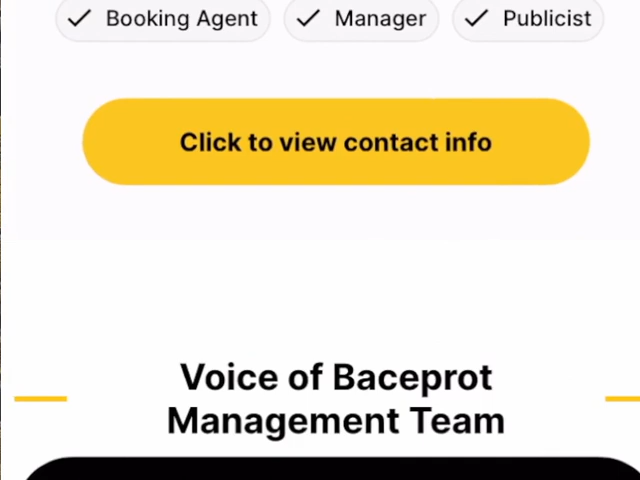 Booking Agent Manager Publicist
Click to view contact info
Voice of Baceprot
Management Team